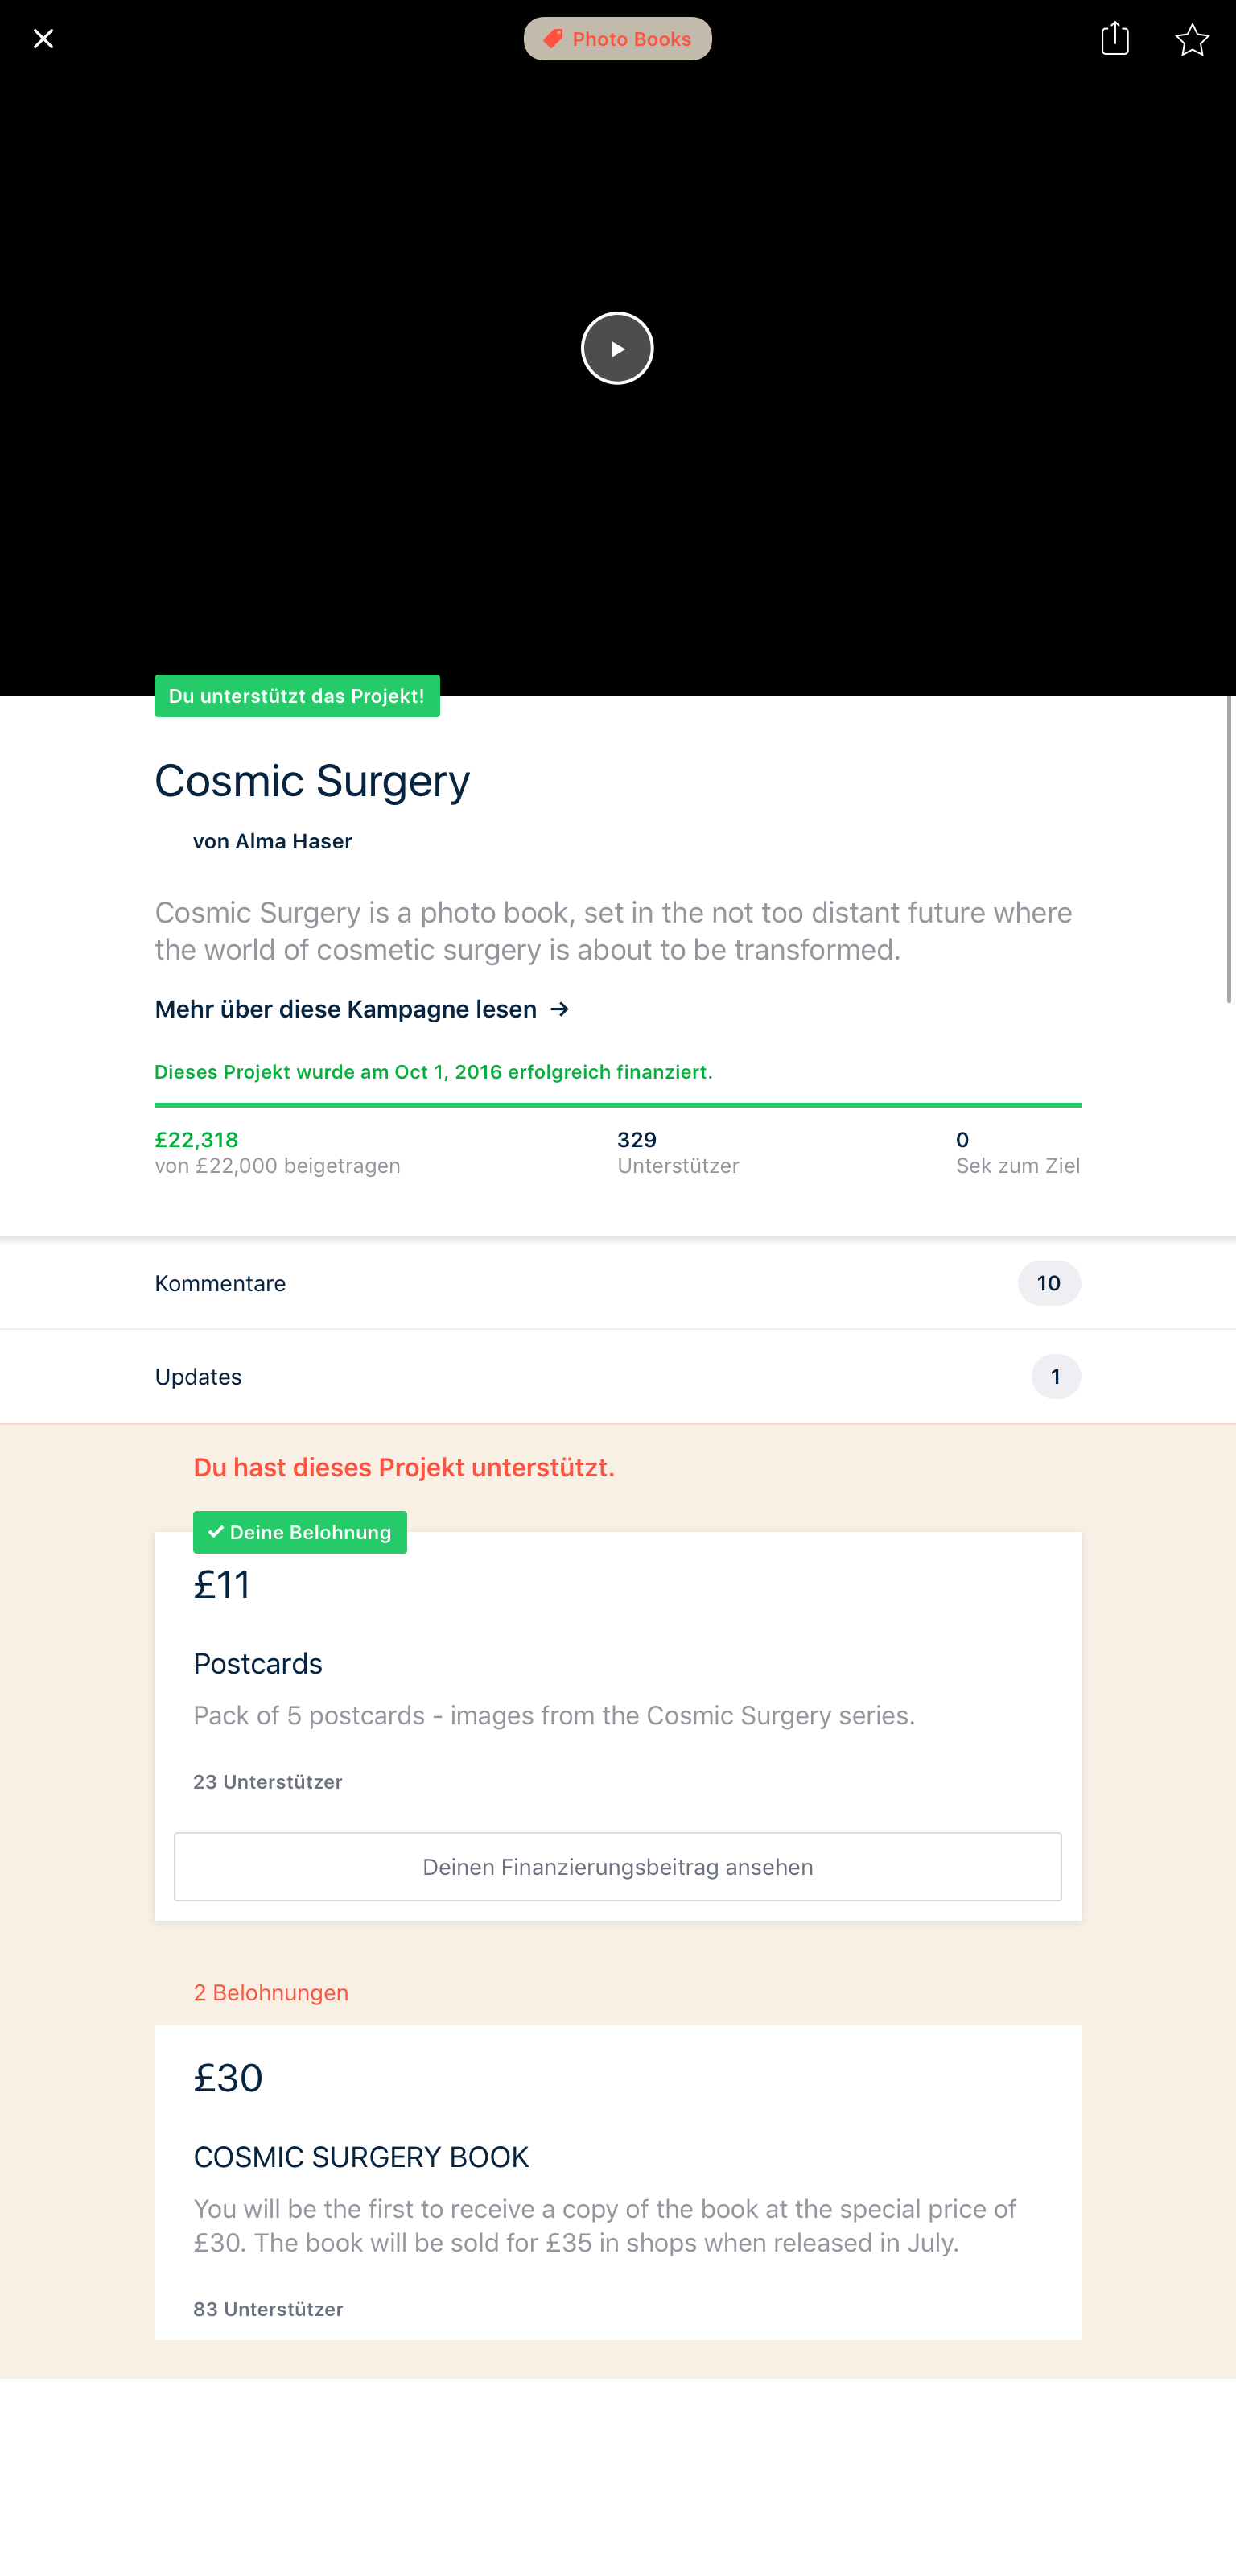 Photo Books
Du unterstützt das Projekt!
Cosmic Surgery
von Alma Haser
Cosmic Surgery is a photo book, set in the not too distant future where
the world of cosmetic surgery is about to be transformed.
Mehr über diese Kampagne lesen →
Dieses Projekt wurde am Oct 1, 2016 erfolgreich finanziert.
£22,318 329 0
von £22,000 beigetragen Unterstützer Sek zum Ziel
Kommentare 10
Updates 1
Du hast dieses Projekt unterstützt.
✓ Deine Belohnung
£11
Postcards
Pack of 5 postcards - images from the Cosmic Surgery series.
23 Unterstützer
Deinen Finanzierungsbeitrag ansehen
2 Belohnungen
£30
COSMIC SURGERY BOOK
You will be the first to receive a copy of the book at the special price of
£30. The book will be sold for £35 in shops when released in July.
83 Unterstützer